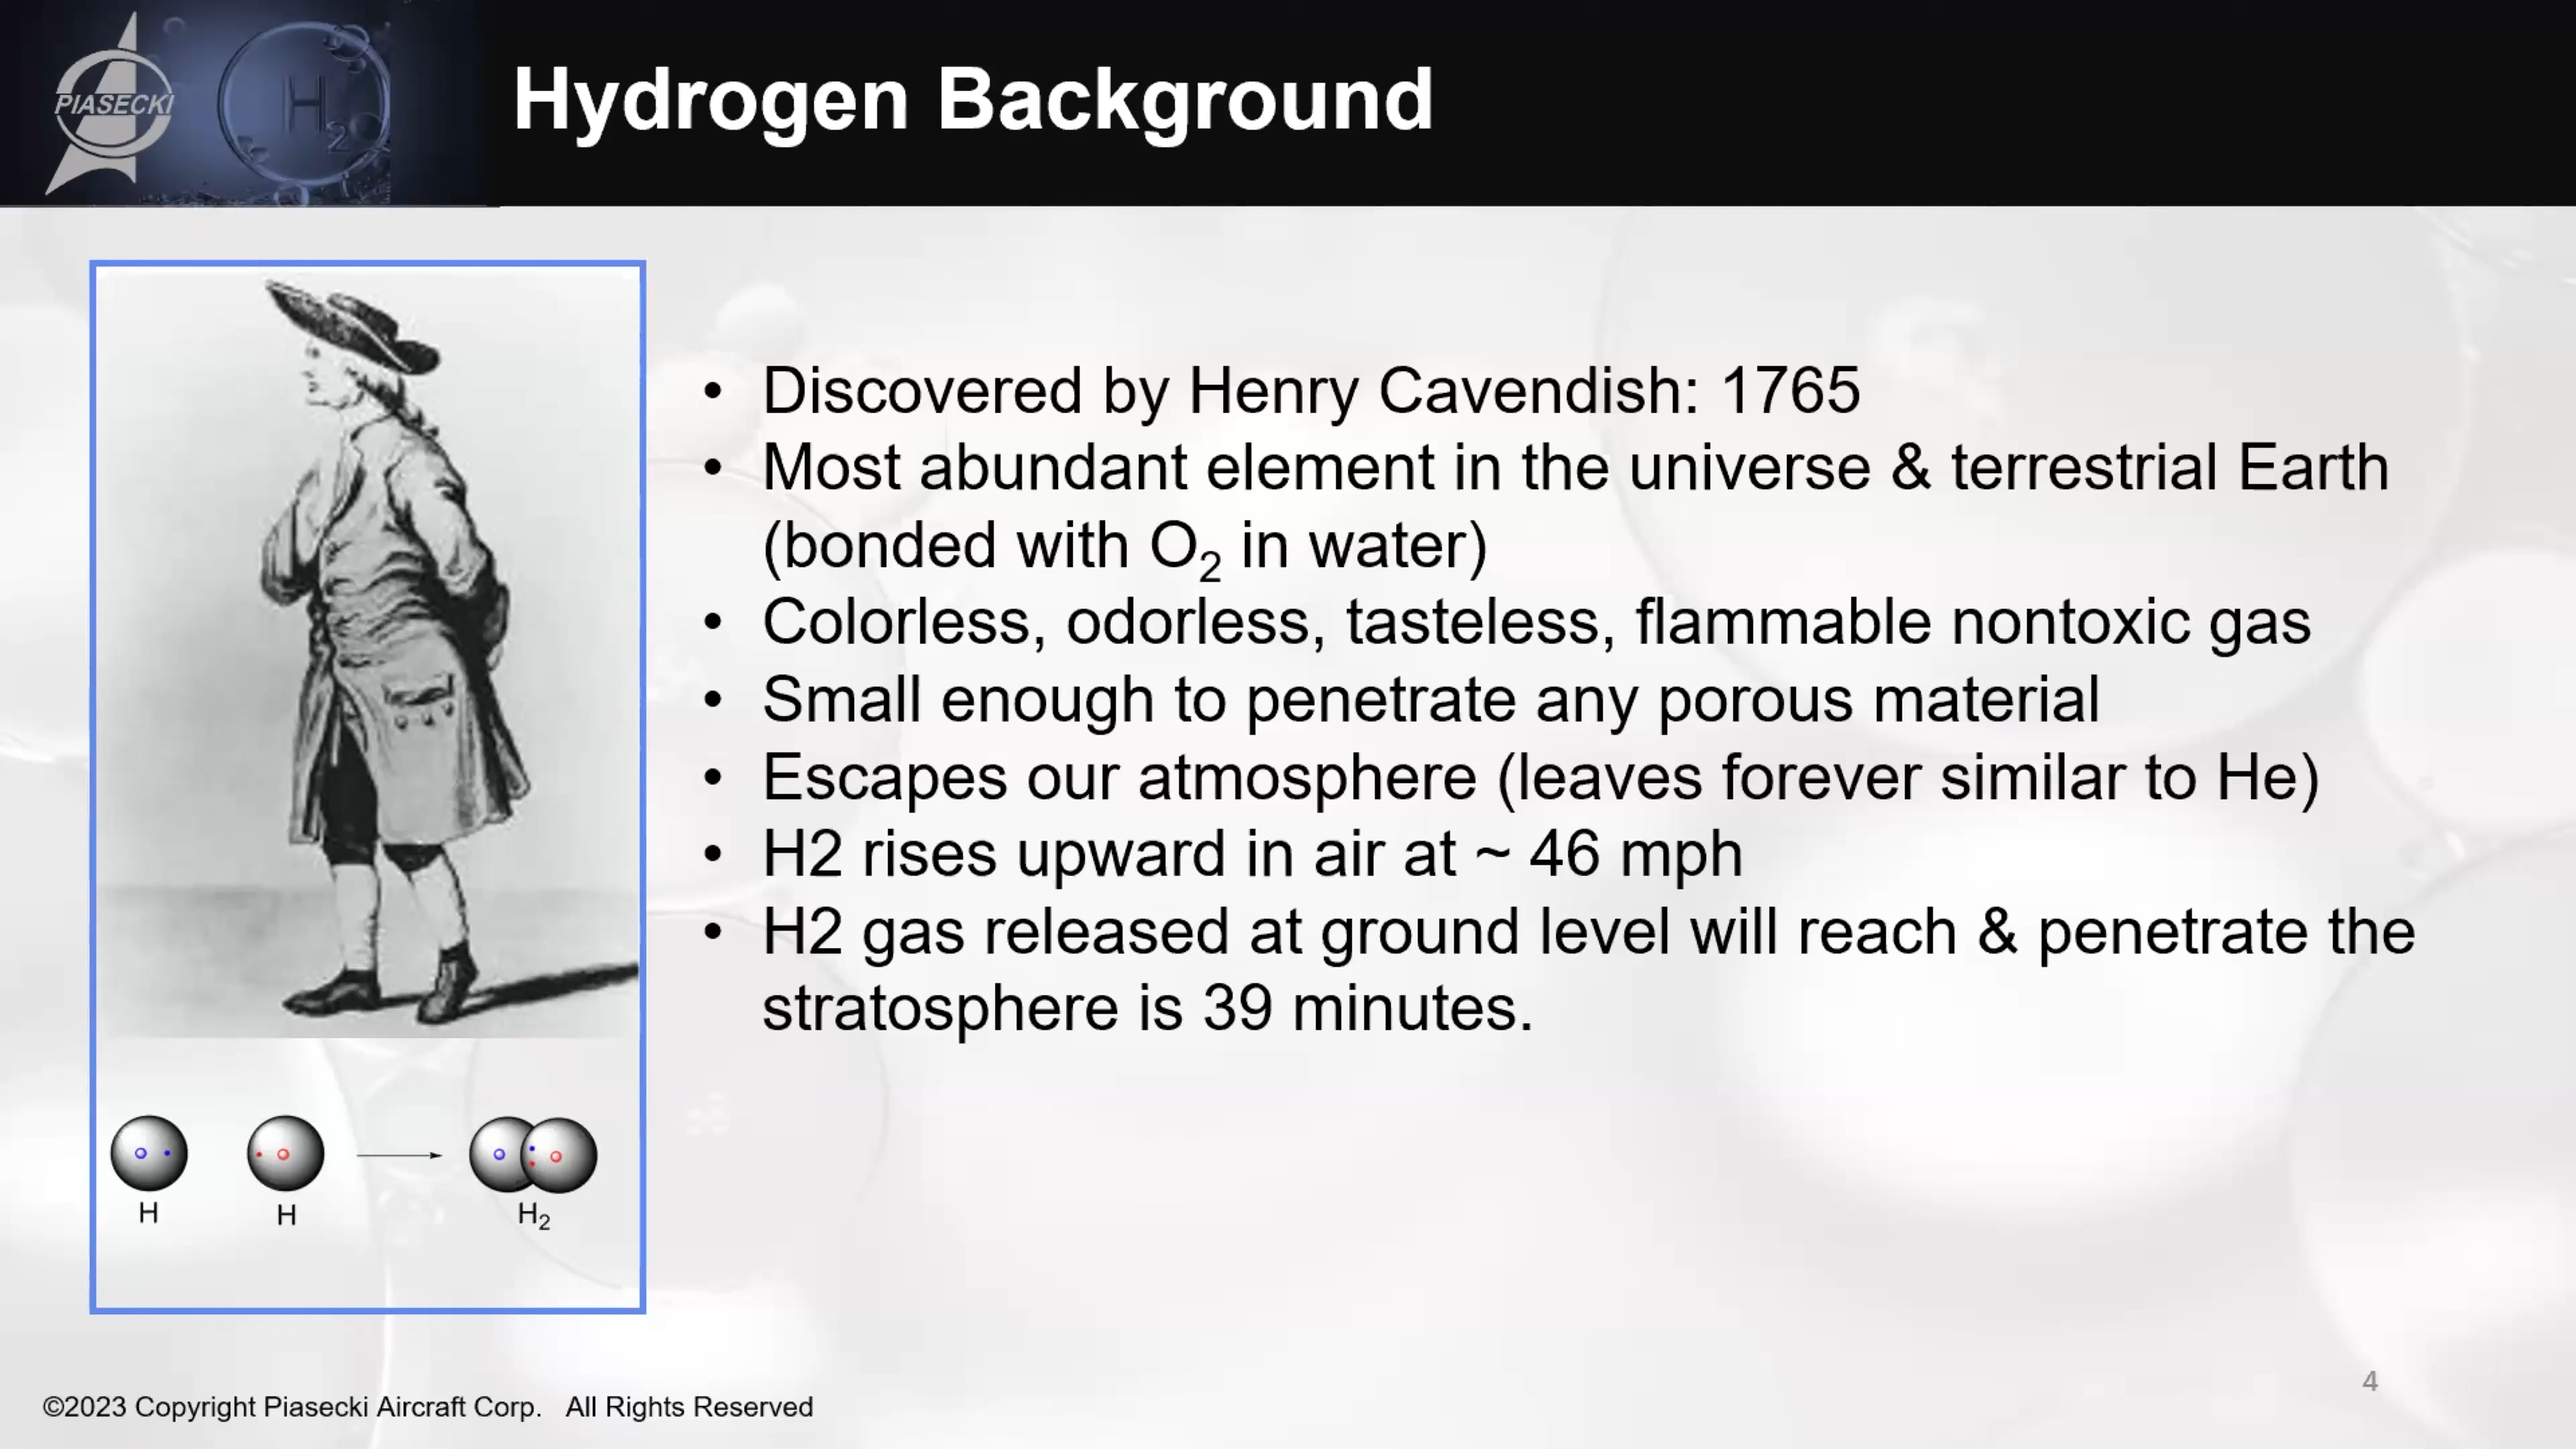 PIASECKI
H2
Hydrogen Background
• Discovered by Henry Cavendish: 1765
• Most abundant element in the universe & terrestrial Earth
(bonded with O₂ in water)
• Colorless, odorless, tasteless, flammable nontoxic gas
• Small enough to penetrate any porous material
• Escapes our atmosphere (leaves forever similar to He)
• H2 rises upward in air at ~ 46 mph
• H2 gas released at ground level will reach & penetrate the
stratosphere is 39 minutes.
H H H₂
©2023 Copyright Piasecki Aircraft Corp. All Rights Reserved
4